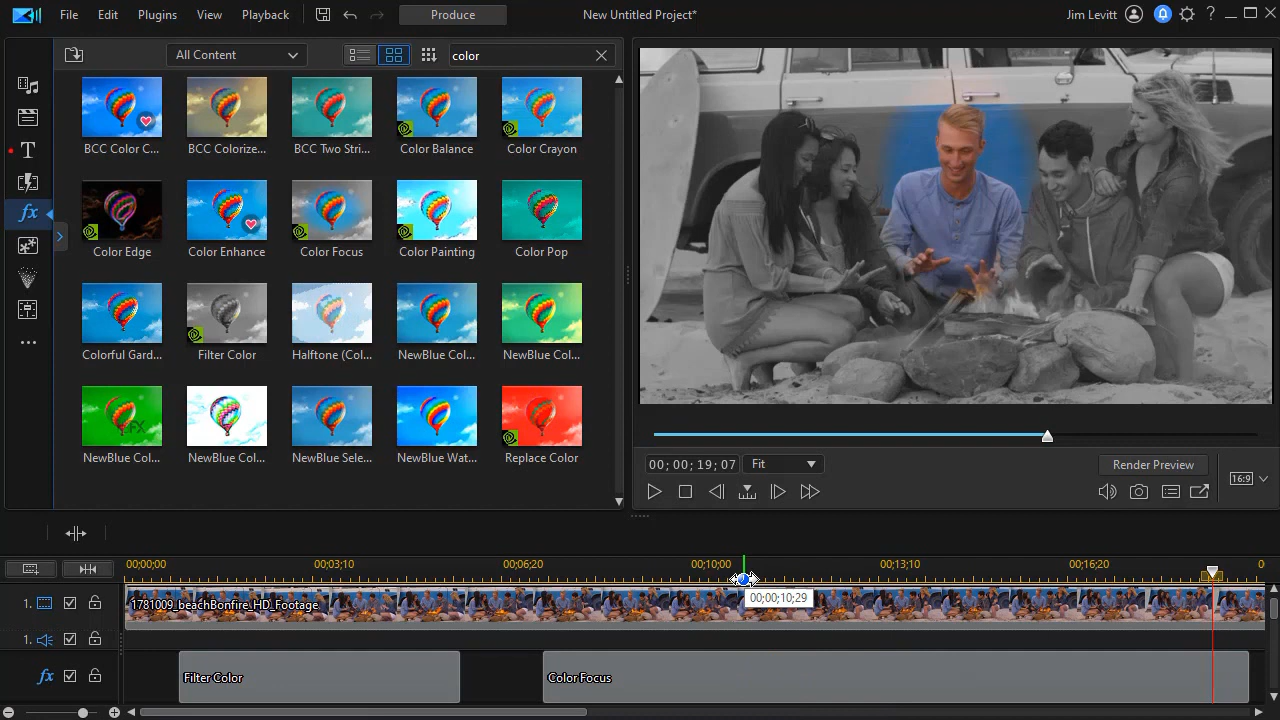 File Edit Plugins View Playback Produce New Untitled Project* Jim Levitt
All Content color
BCC Color C... BCC Colorize... BCC Two Stri... Color Balance Color Crayon
Color Edge Color Enhance Color Focus Color Painting Color Pop
Colorful Gard... Filter Color Halftone (Col... NewBlue Col... NewBlue Col...
NewBlue Col... NewBlue Col... NewBlue Sele... NewBlue Wat... Replace Color
00; 00; 19; 07 Fit Render Preview 16:9
00;00;00 00;03;10 00;06;20 00;10;00 00;13;10 00;16;20 0
00;00;10;29
1. 1781009_beachBonfire_HD_Footage
1.
fx Filter Color Color Focus